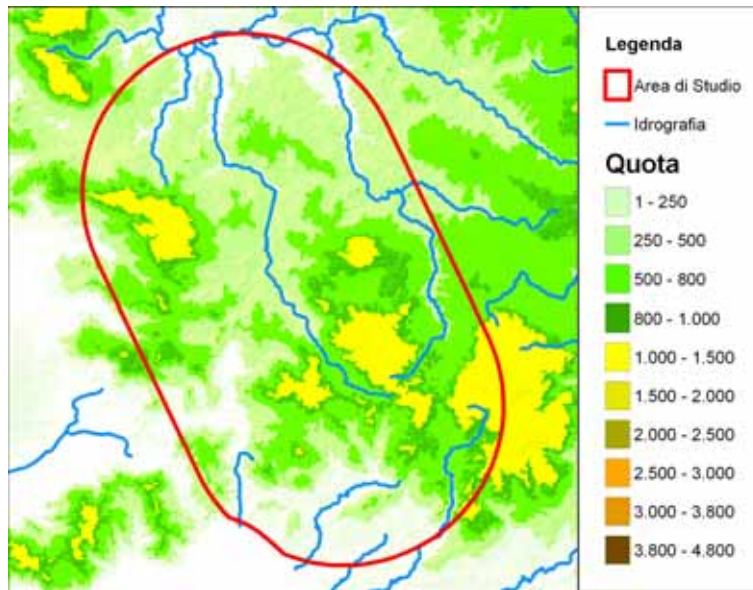 Legenda
Area di Studio
Idrografia
Quota
1 - 250
250 - 500
500 - 800
800 - 1.000
1.000 - 1.500
1.500 - 2.000
2.000 - 2.500
2.500 - 3.000
3.000 - 3.800
3.800 - 4.800